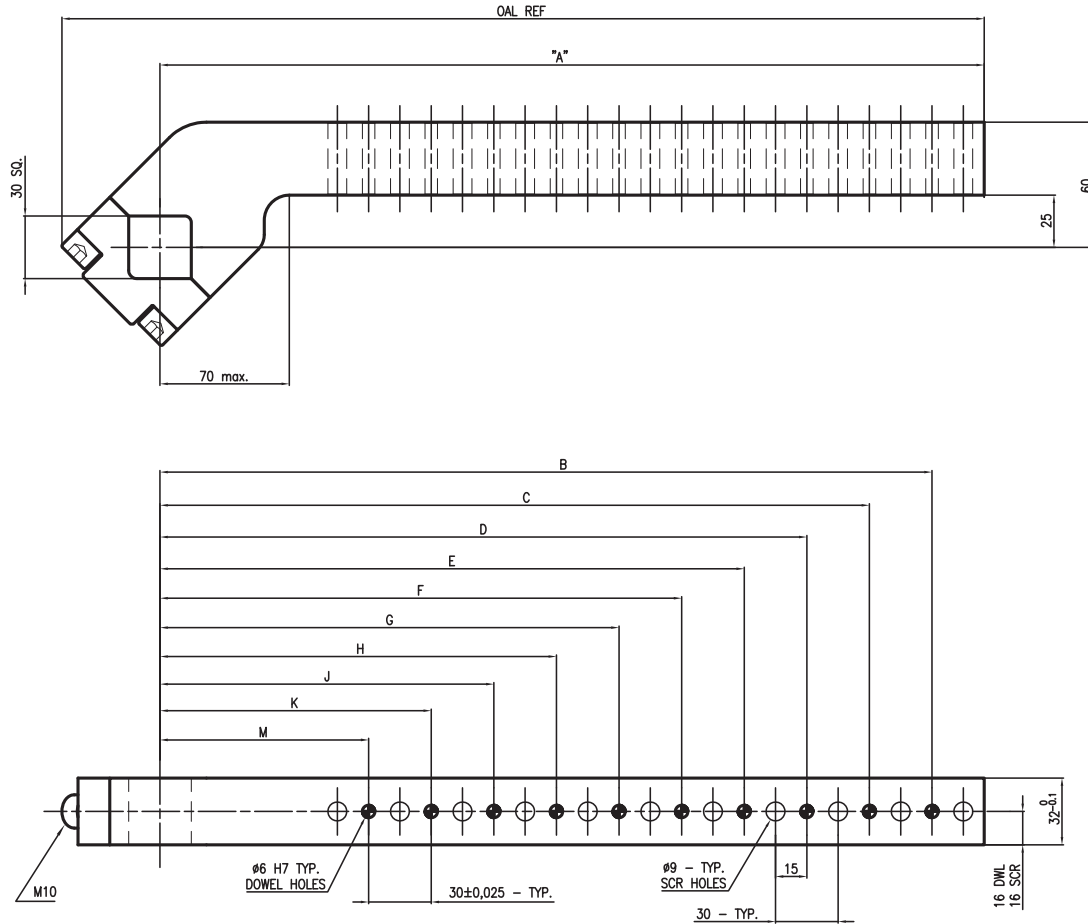 OAL REF
"A"
30 SQ.
60
25
70 max.
B
C
D
E
F
G
H
J
K
M
M10
ø6 H7 TYP.
DOWEL HOLES
30±0,025 - TYP.
ø9 - TYP.
SCR HOLES
15
30 - TYP.
32 0 -0.1
16 DWL
16 SCR